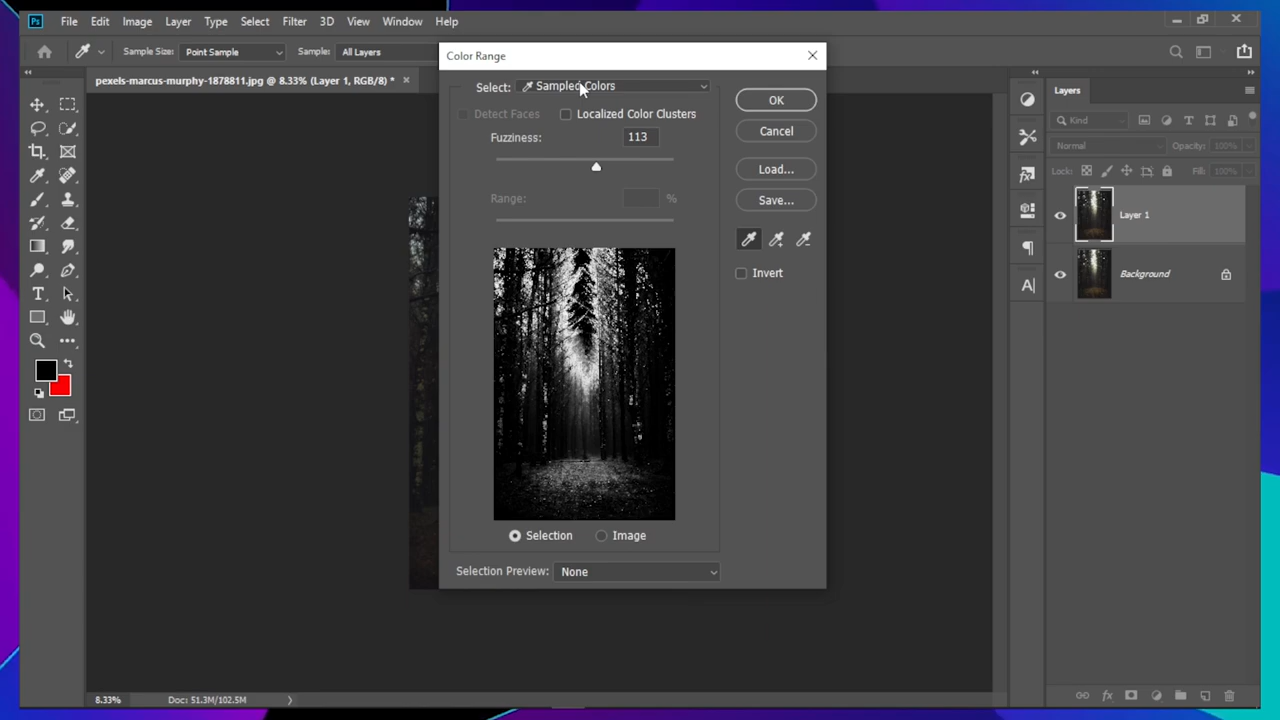 Ps File Edit Image Layer Type Select Filter 3D View Window Help
Sample Size: Point Sample Sample: All Layers
pexels-marcus-murphy-1878811.jpg @ 8.33% (Layer 1, RGB/8) *
Color Range
Select: Sampled Colors
Detect Faces Localized Color Clusters
Fuzziness: 113
Range: %
Selection Image
Selection Preview: None
OK
Cancel
Load...
Save...
Invert
Layers
Kind
Normal Opacity: 100%
Lock: Fill: 100%
Layer 1
Background
8.33% Doc: 51.3M/102.5M